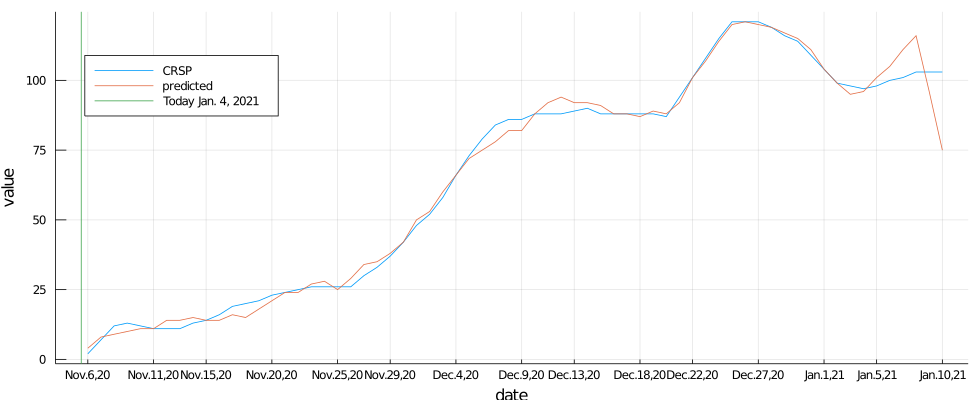 CRSP
predicted
Today Jan. 4, 2021
value
100
75
50
25
0
Nov.6,20 Nov.11,20 Nov.15,20 Nov.20,20 Nov.25,20 Nov.29,20 Dec.4,20 Dec.9,20 Dec.13,20 Dec.18,20 Dec.22,20 Dec.27,20 Jan.1,21 Jan.5,21 Jan.10,21
date